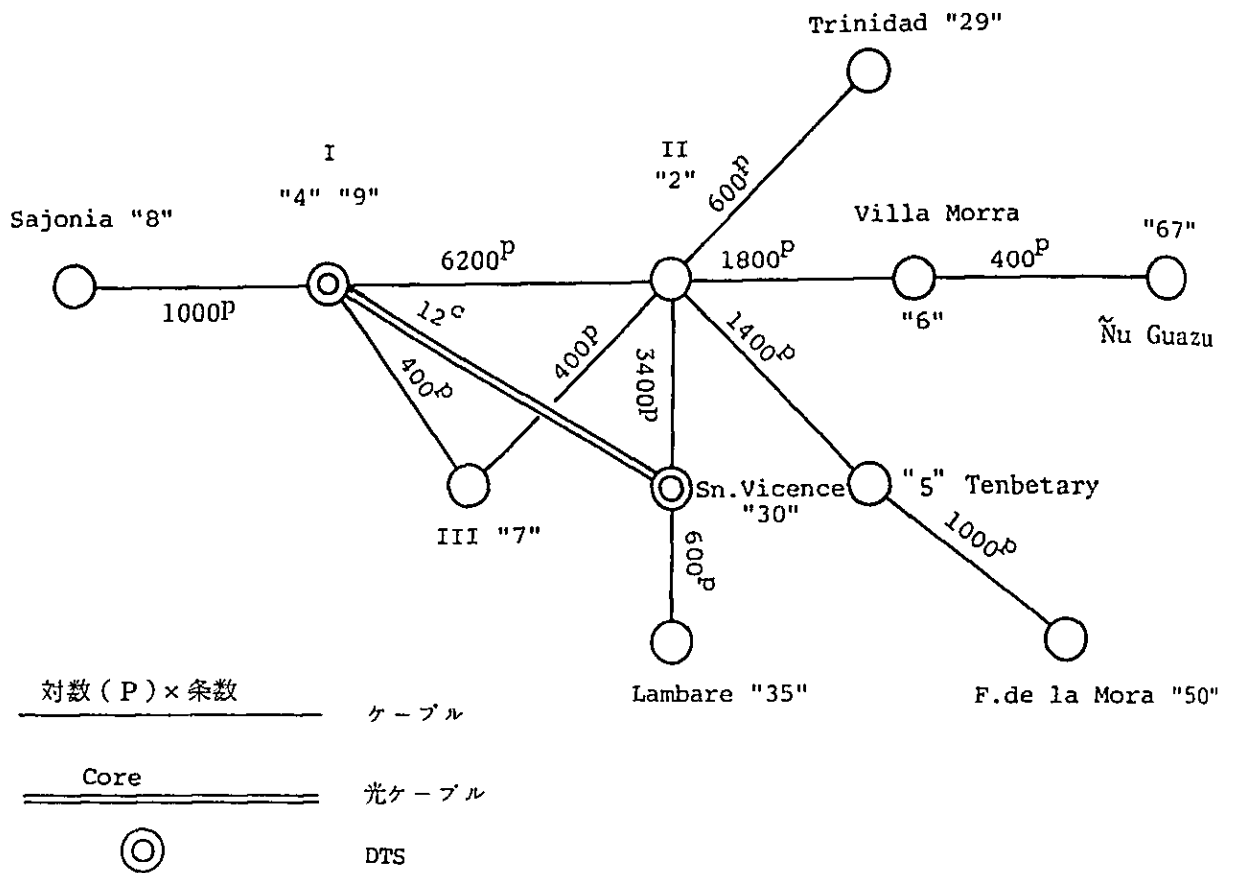 Trinidad "29"
I
"4" "9"
II
"2"
600P
Sajonia "8"
Villa Morra
"67"
6200P
1800P
400P
1000P
"6"
Ñu Guazu
12C
400P
400P
3400P
1400P
Sn.Vicence
"30"
"5" Tenbetary
III "7"
600P
1000P
Lambare "35"
F.de la Mora "50"
対数(P)×条数
ケーブル
Core
光ケーブル
DTS